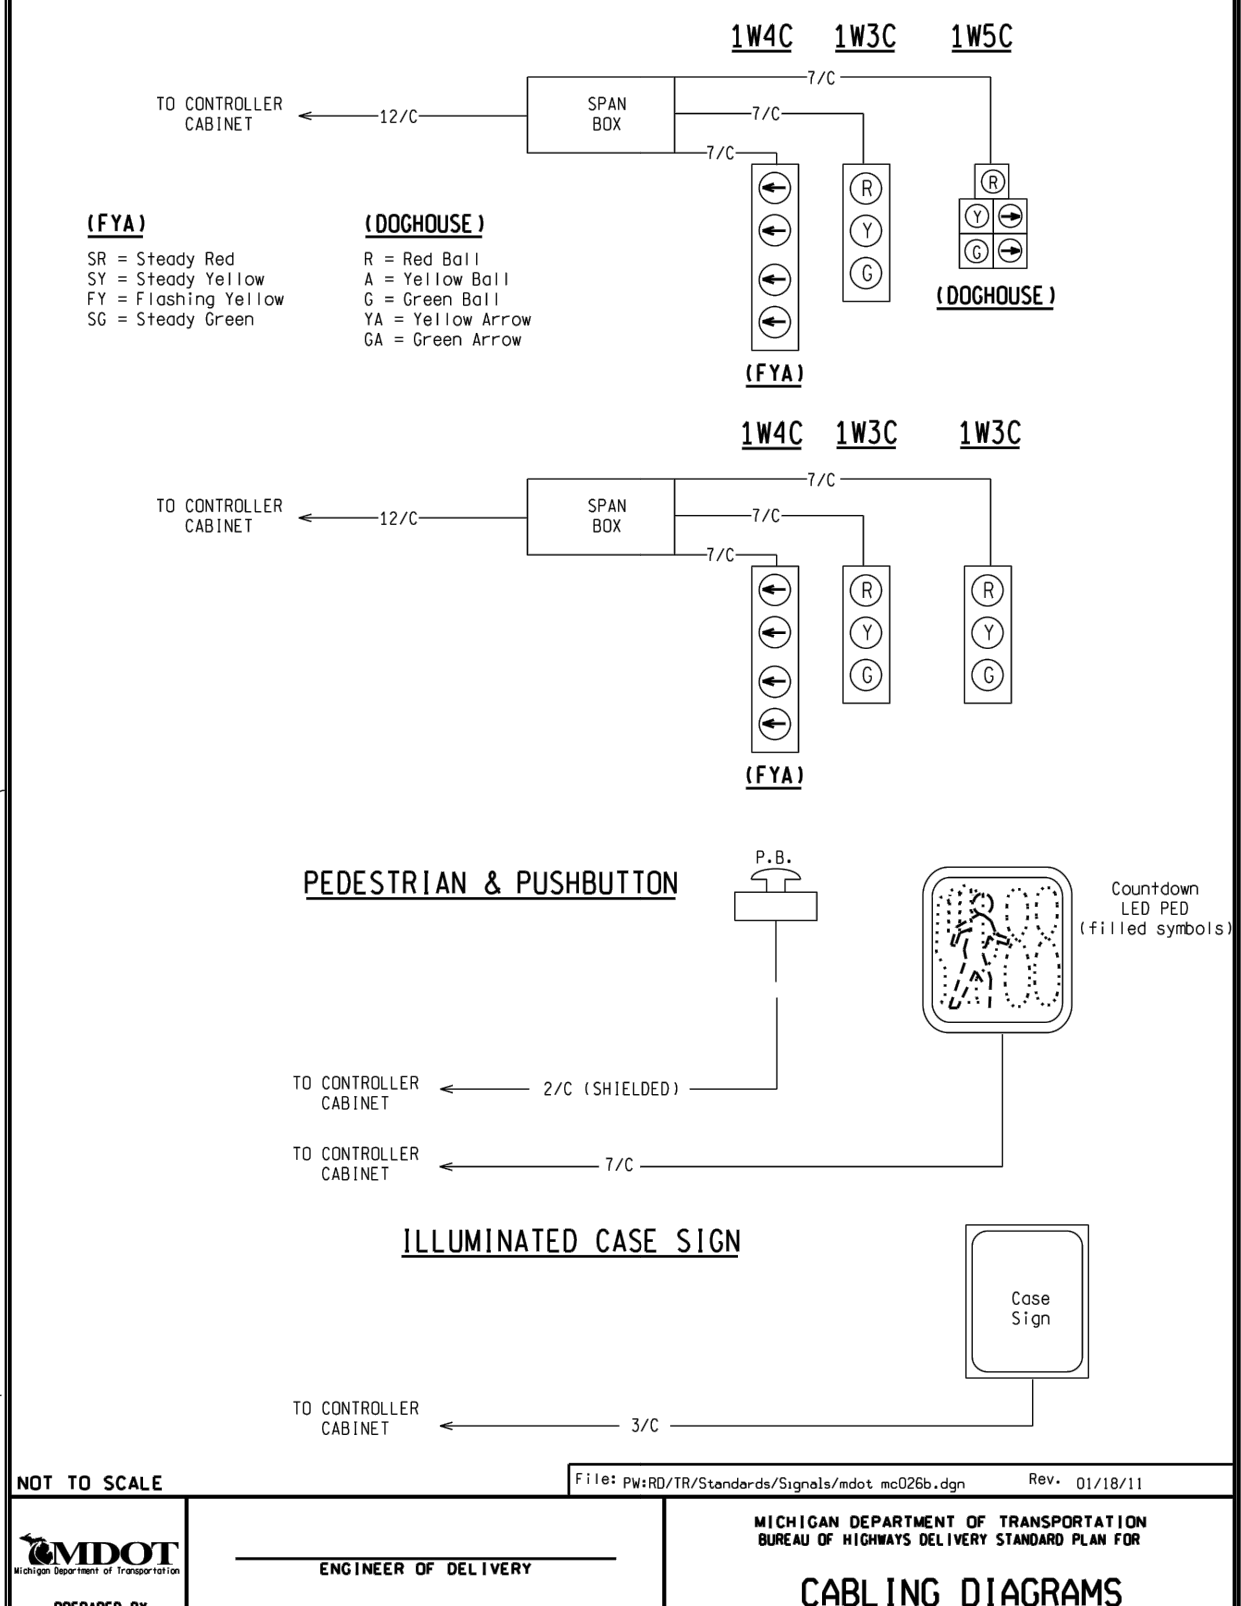 1W4C 1W3C 1W5C
7/C
TO CONTROLLER
CABINET
12/C
SPAN
BOX
7/C
7/C
R
Y
G
R
Y
G
(DOGHOUSE)
(FYA)
(FYA)
SR = Steady Red
SY = Steady Yellow
FY = Flashing Yellow
SG = Steady Green
(DOGHOUSE)
R = Red Ball
A = Yellow Ball
G = Green Ball
YA = Yellow Arrow
GA = Green Arrow
1W4C 1W3C 1W3C
7/C
TO CONTROLLER
CABINET
12/C
SPAN
BOX
7/C
7/C
R
Y
G
R
Y
G
(FYA)
PEDESTRIAN & PUSHBUTTON
P.B.
Countdown
LED PED
(filled symbols)
TO CONTROLLER
CABINET
2/C (SHIELDED)
TO CONTROLLER
CABINET
7/C
ILLUMINATED CASE SIGN
Case
Sign
TO CONTROLLER
CABINET
3/C
NOT TO SCALE
File: PW:RD/TR/Standards/Signals/mdot mc026b.dgn Rev. 01/18/11
MDOT
Michigan Department of Transportation
PREPARED BY
ENGINEER OF DELIVERY
MICHIGAN DEPARTMENT OF TRANSPORTATION
BUREAU OF HIGHWAYS DELIVERY STANDARD PLAN FOR
CABLING DIAGRAMS